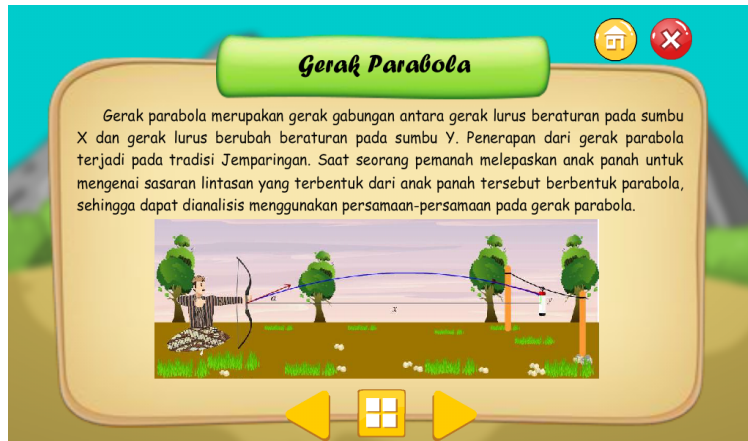 Gerak Parabola
Gerak parabola merupakan gerak gabungan antara gerak lurus beraturan pada sumbu
X dan gerak lurus berubah beraturan pada sumbu Y. Penerapan dari gerak parabola
terjadi pada tradisi Jemparingan. Saat seorang pemanah melepaskan anak panah untuk
mengenai sasaran lintasan yang terbentuk dari anak panah tersebut berbentuk parabola,
sehingga dapat dianalisis menggunakan persamaan-persamaan pada gerak parabola.
α
y
x